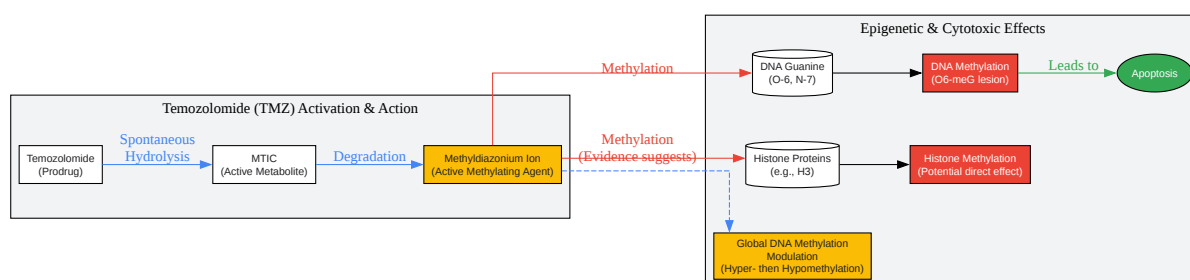 Epigenetic & Cytotoxic Effects
Methylation
DNA Guanine
(O-6, N-7)
DNA Methylation
(O6-meG lesion)
Leads to
Apoptosis
Temozolomide (TMZ) Activation & Action
Temozolomide
(Prodrug)
Spontaneous
Hydrolysis
MTIC
(Active Metabolite)
Degradation
Methyldiazonium Ion
(Active Methylating Agent)
Methylation
(Evidence suggests)
Histone Proteins
(e.g., H3)
Histone Methylation
(Potential direct effect)
Global DNA Methylation
Modulation
(Hyper- then Hypomethylation)